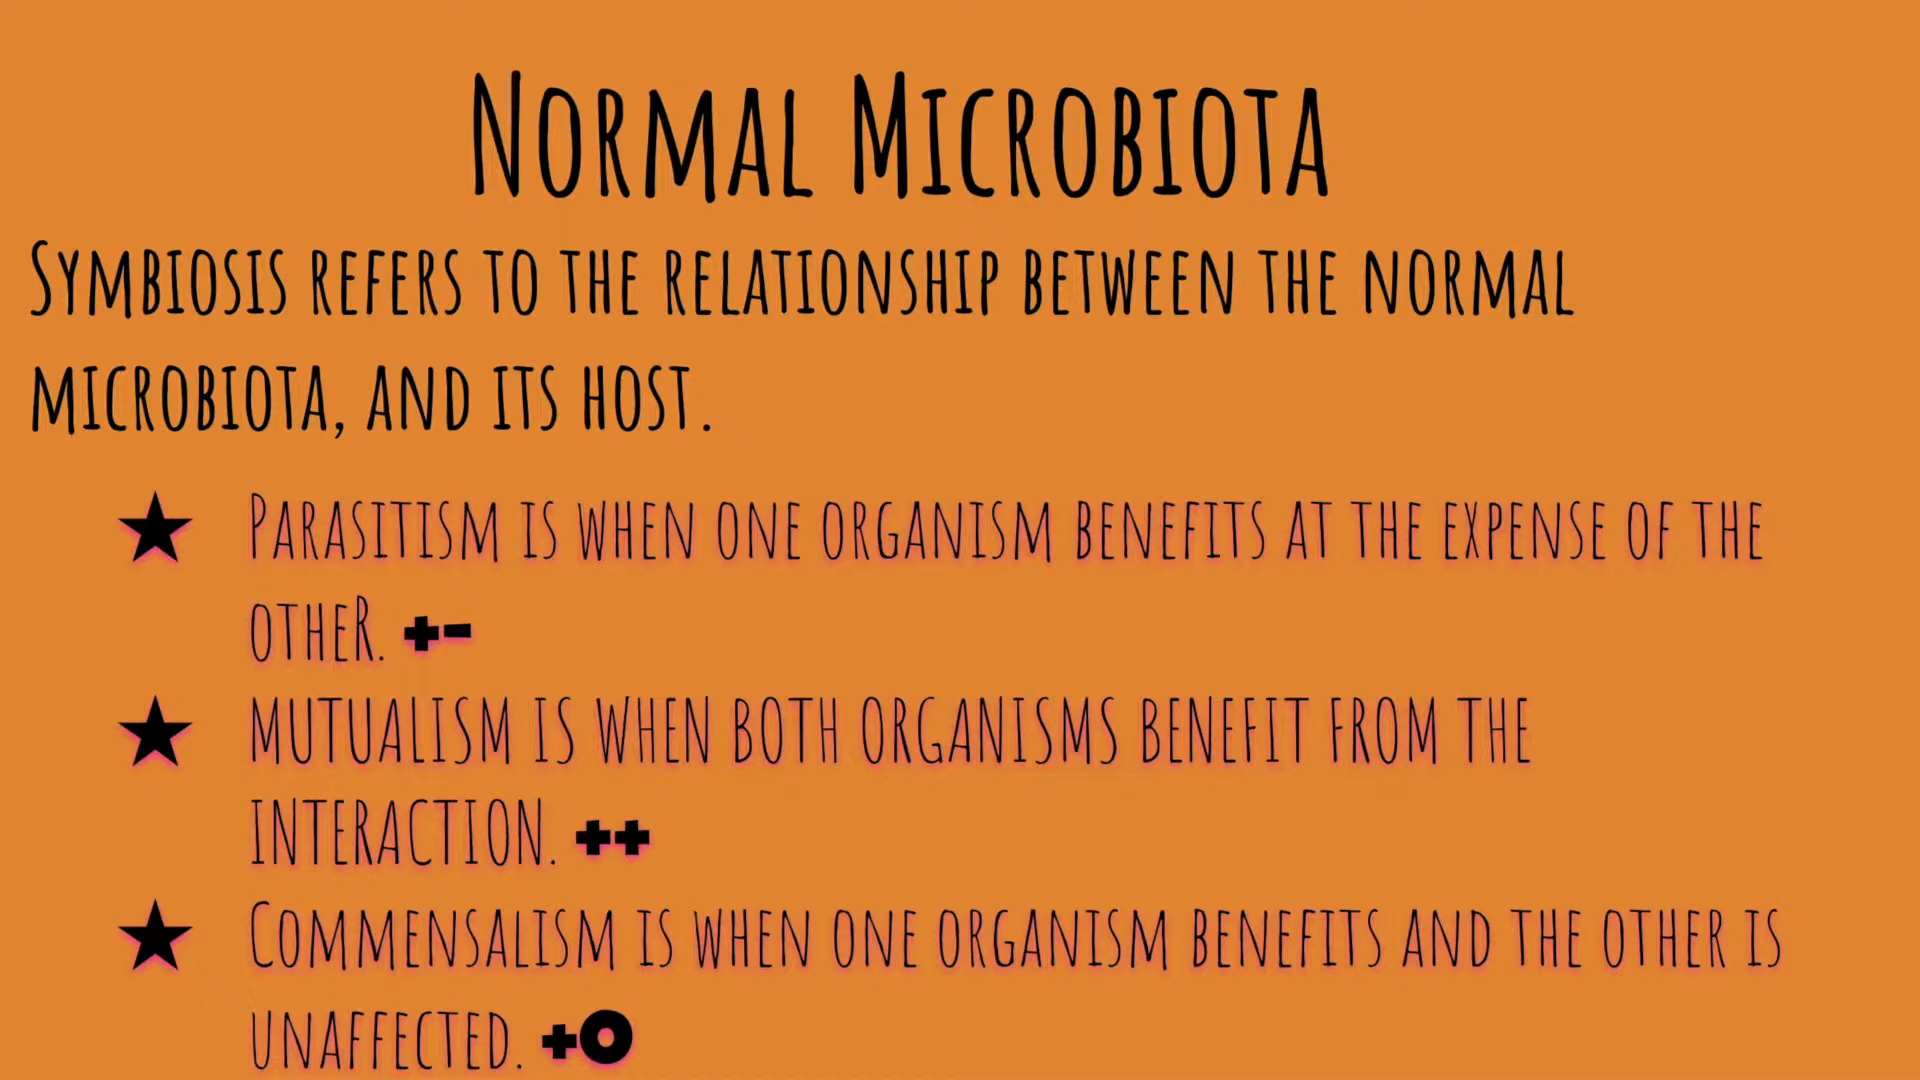 Normal Microbiota
Symbiosis refers to the relationship between the normal
microbiota, and its host.
★ Parasitism is when one organism benefits at the expense of the
otheR. +-
★ MUTUALISM IS WHEN BOTH ORGANISMS BENEFIT FROM THE
INTERACTION. ++
★ Commensalism is when one organism benefits and the other is
unaffected. +O